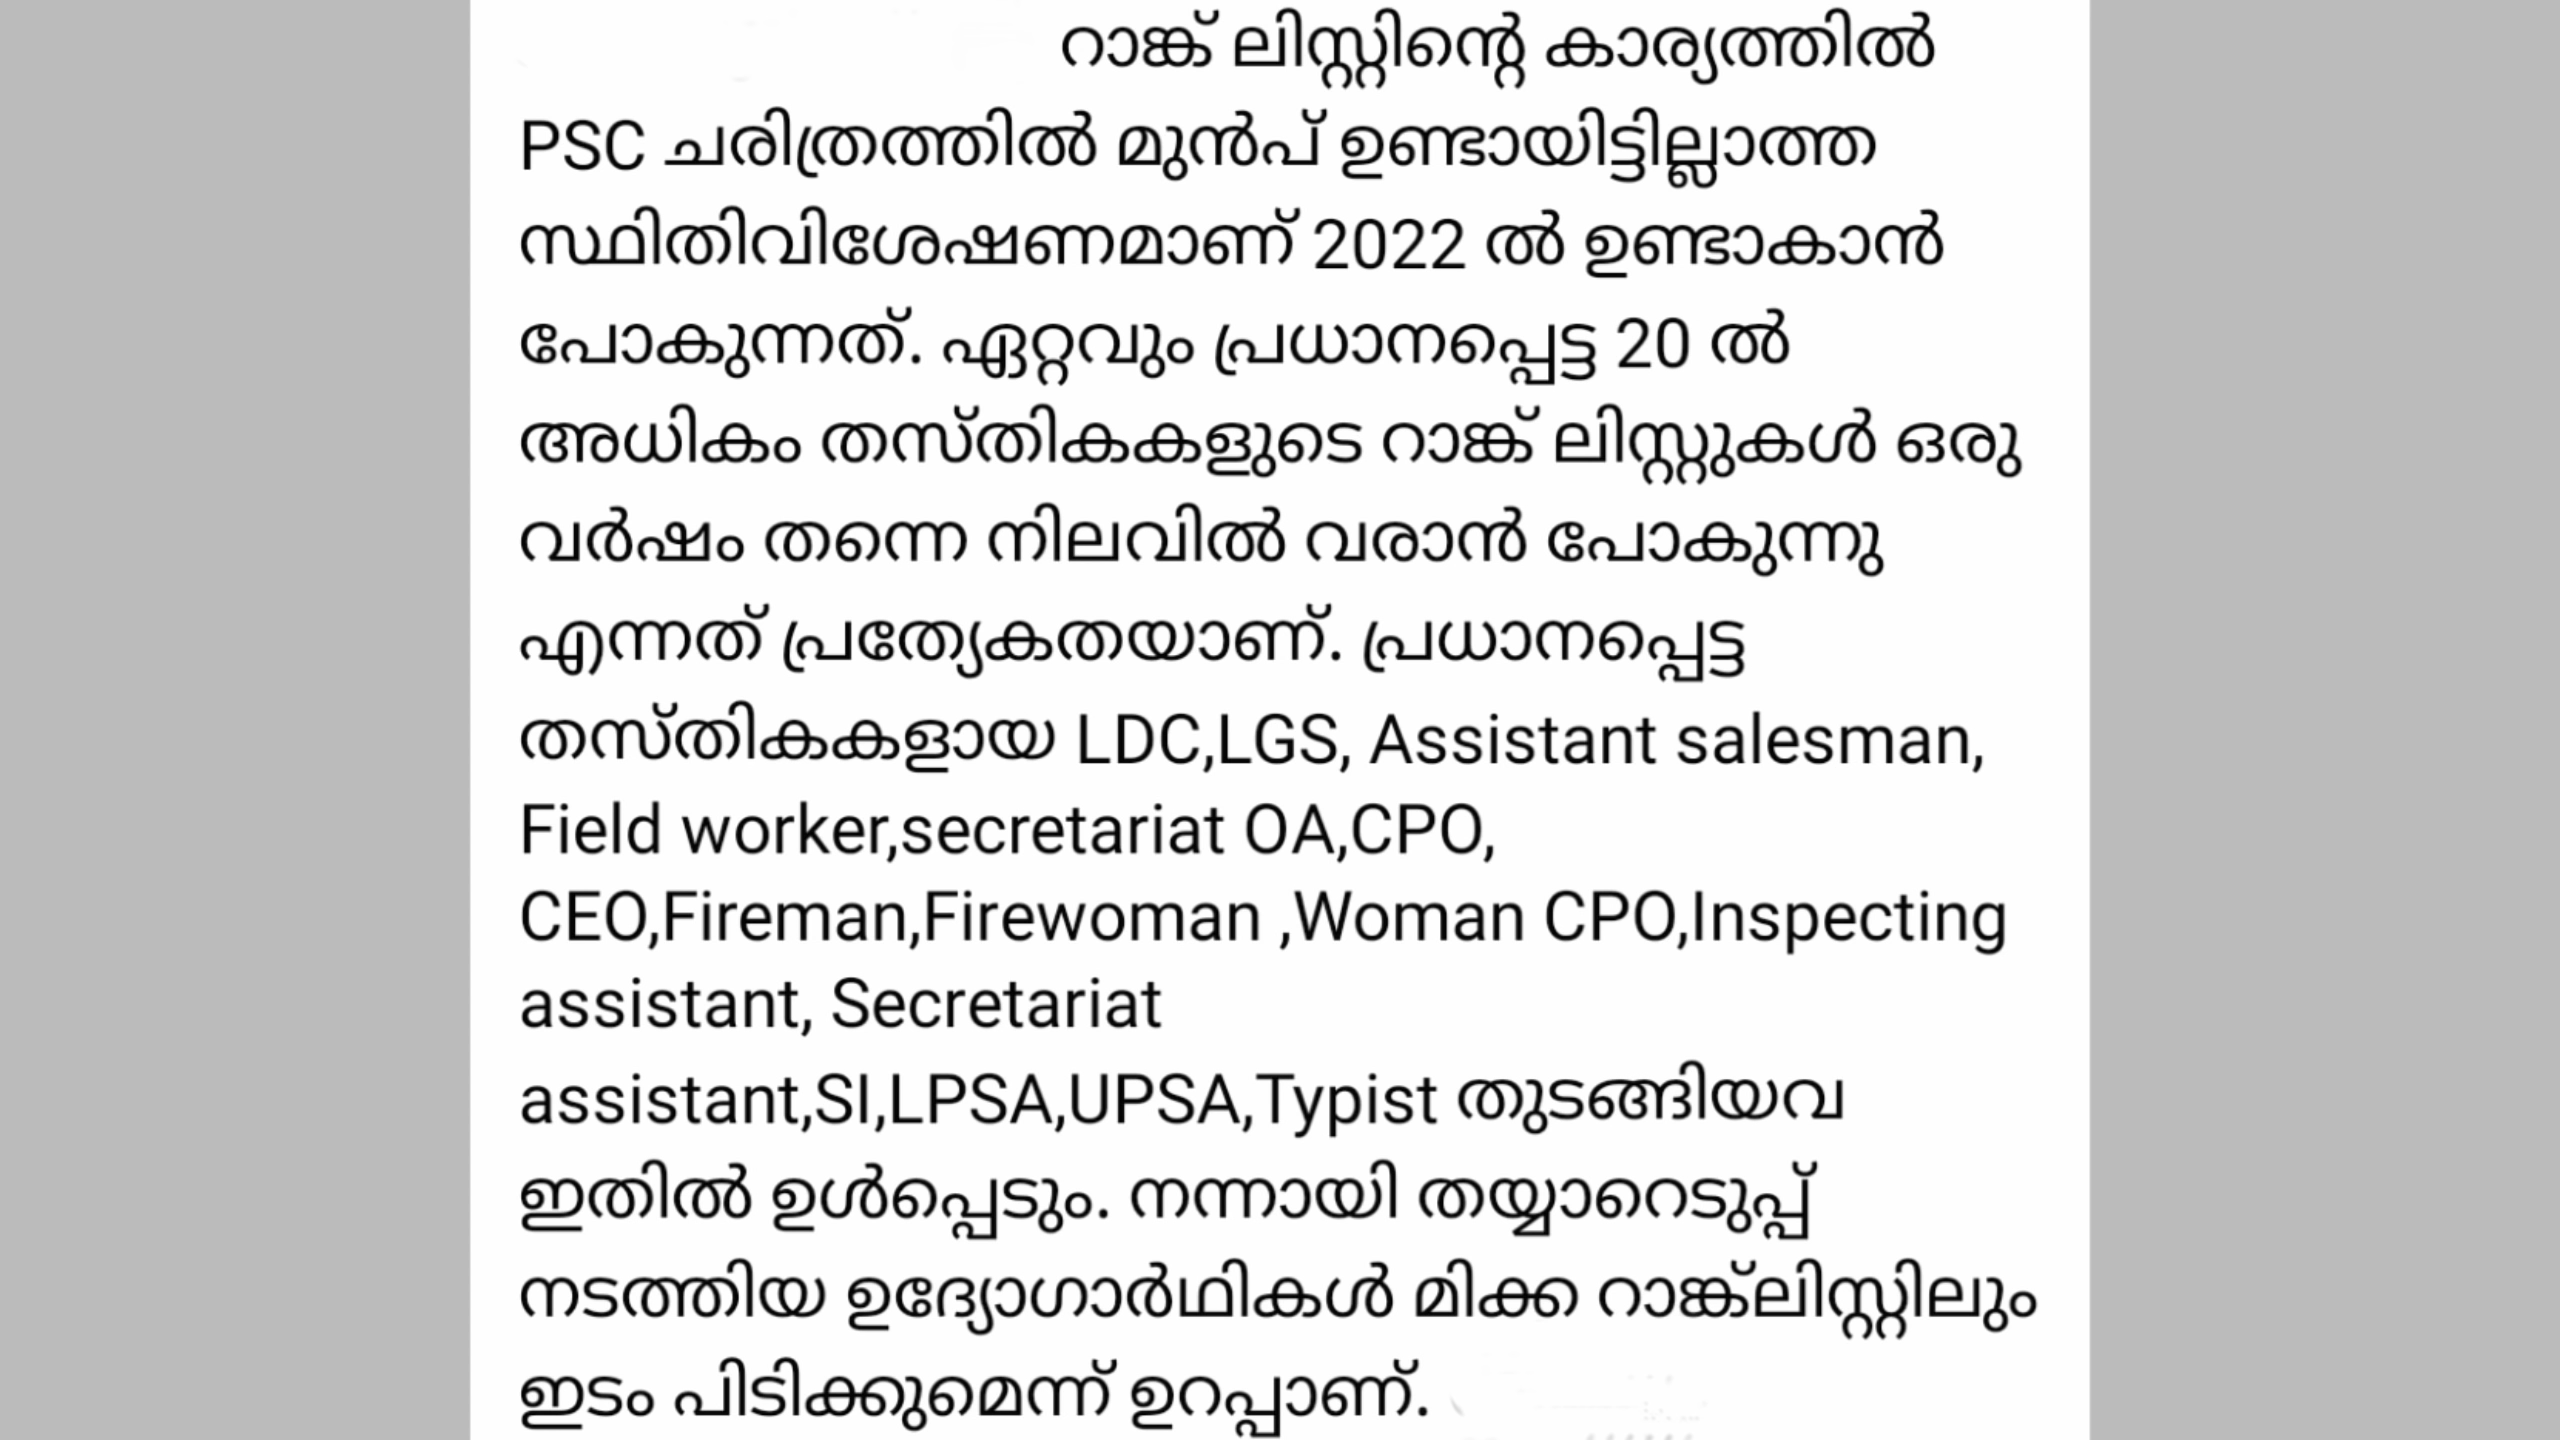 റാങ്ക് ലിസ്റ്റിന്റെ കാര്യത്തിൽ
PSC ചരിത്രത്തിൽ മുൻപ് ഉണ്ടായിട്ടില്ലാത്ത
സ്ഥിതിവിശേഷണമാണ് 2022 ൽ ഉണ്ടാകാൻ
പോകുന്നത്. ഏറ്റവും പ്രധാനപ്പെട്ട 20 ൽ
അധികം തസ്തികകളുടെ റാങ്ക് ലിസ്റ്റുകൾ ഒരു
വർഷം തന്നെ നിലവിൽ വരാൻ പോകുന്നു
എന്നത് പ്രത്യേകതയാണ്. പ്രധാനപ്പെട്ട
തസ്തികകളായ LDC,LGS, Assistant salesman,
Field worker,secretariat OA,CPO,
CEO,Fireman,Firewoman ,Woman CPO,Inspecting
assistant, Secretariat
assistant,SI,LPSA,UPSA,Typist തുടങ്ങിയവ
ഇതിൽ ഉൾപ്പെടും. നന്നായി തയ്യാറെടുപ്പ്
നടത്തിയ ഉദ്യോഗാർഥികൾ മിക്ക റാങ്ക്‌ലിസ്റ്റിലും
ഇടം പിടിക്കുമെന്ന് ഉറപ്പാണ്.